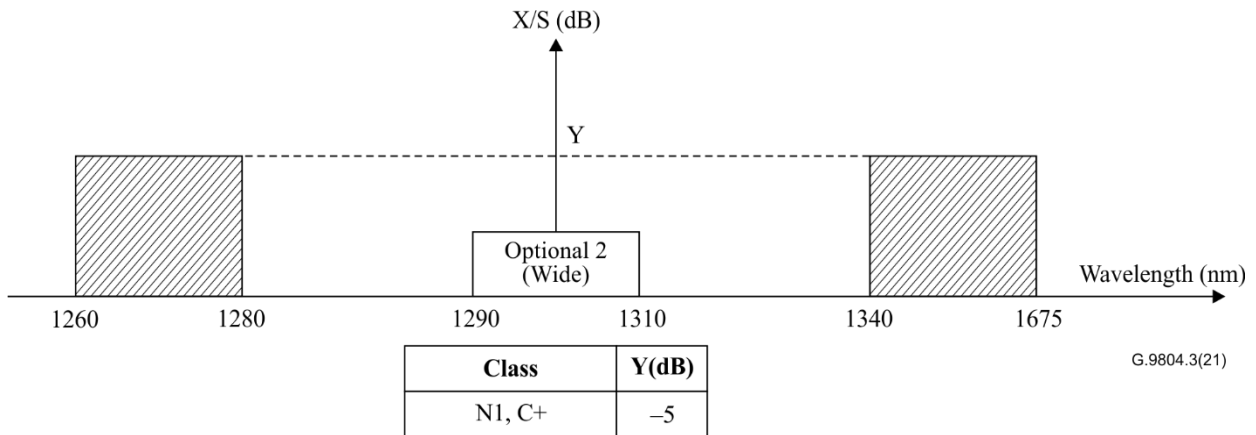 X/S (dB)
Y
Optional 2
(Wide)
Wavelength (nm)
1260 1280 1290 1310 1340 1675
G.9804.3(21)
Class Y(dB)
N1, C+ –5